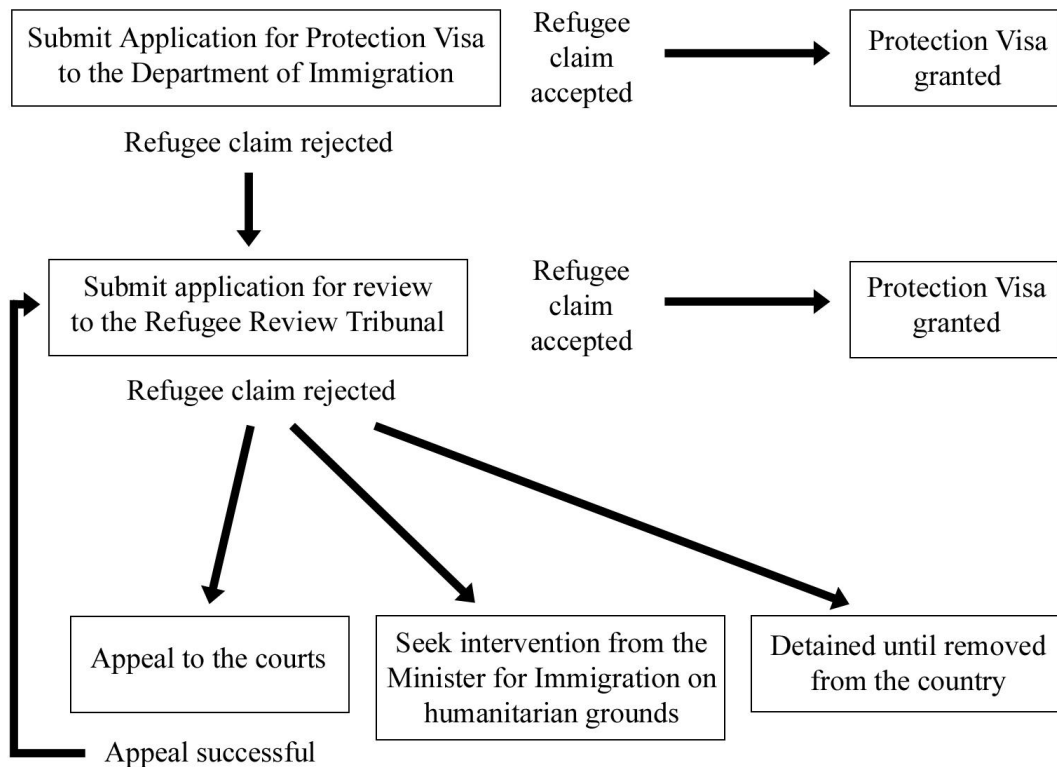 Submit Application for Protection Visa
to the Department of Immigration
Refugee
claim
accepted
Protection Visa
granted
Refugee claim rejected
Submit application for review
to the Refugee Review Tribunal
Refugee
claim
accepted
Protection Visa
granted
Refugee claim rejected
Appeal to the courts
Seek intervention from the
Minister for Immigration on
humanitarian grounds
Detained until removed
from the country
Appeal successful